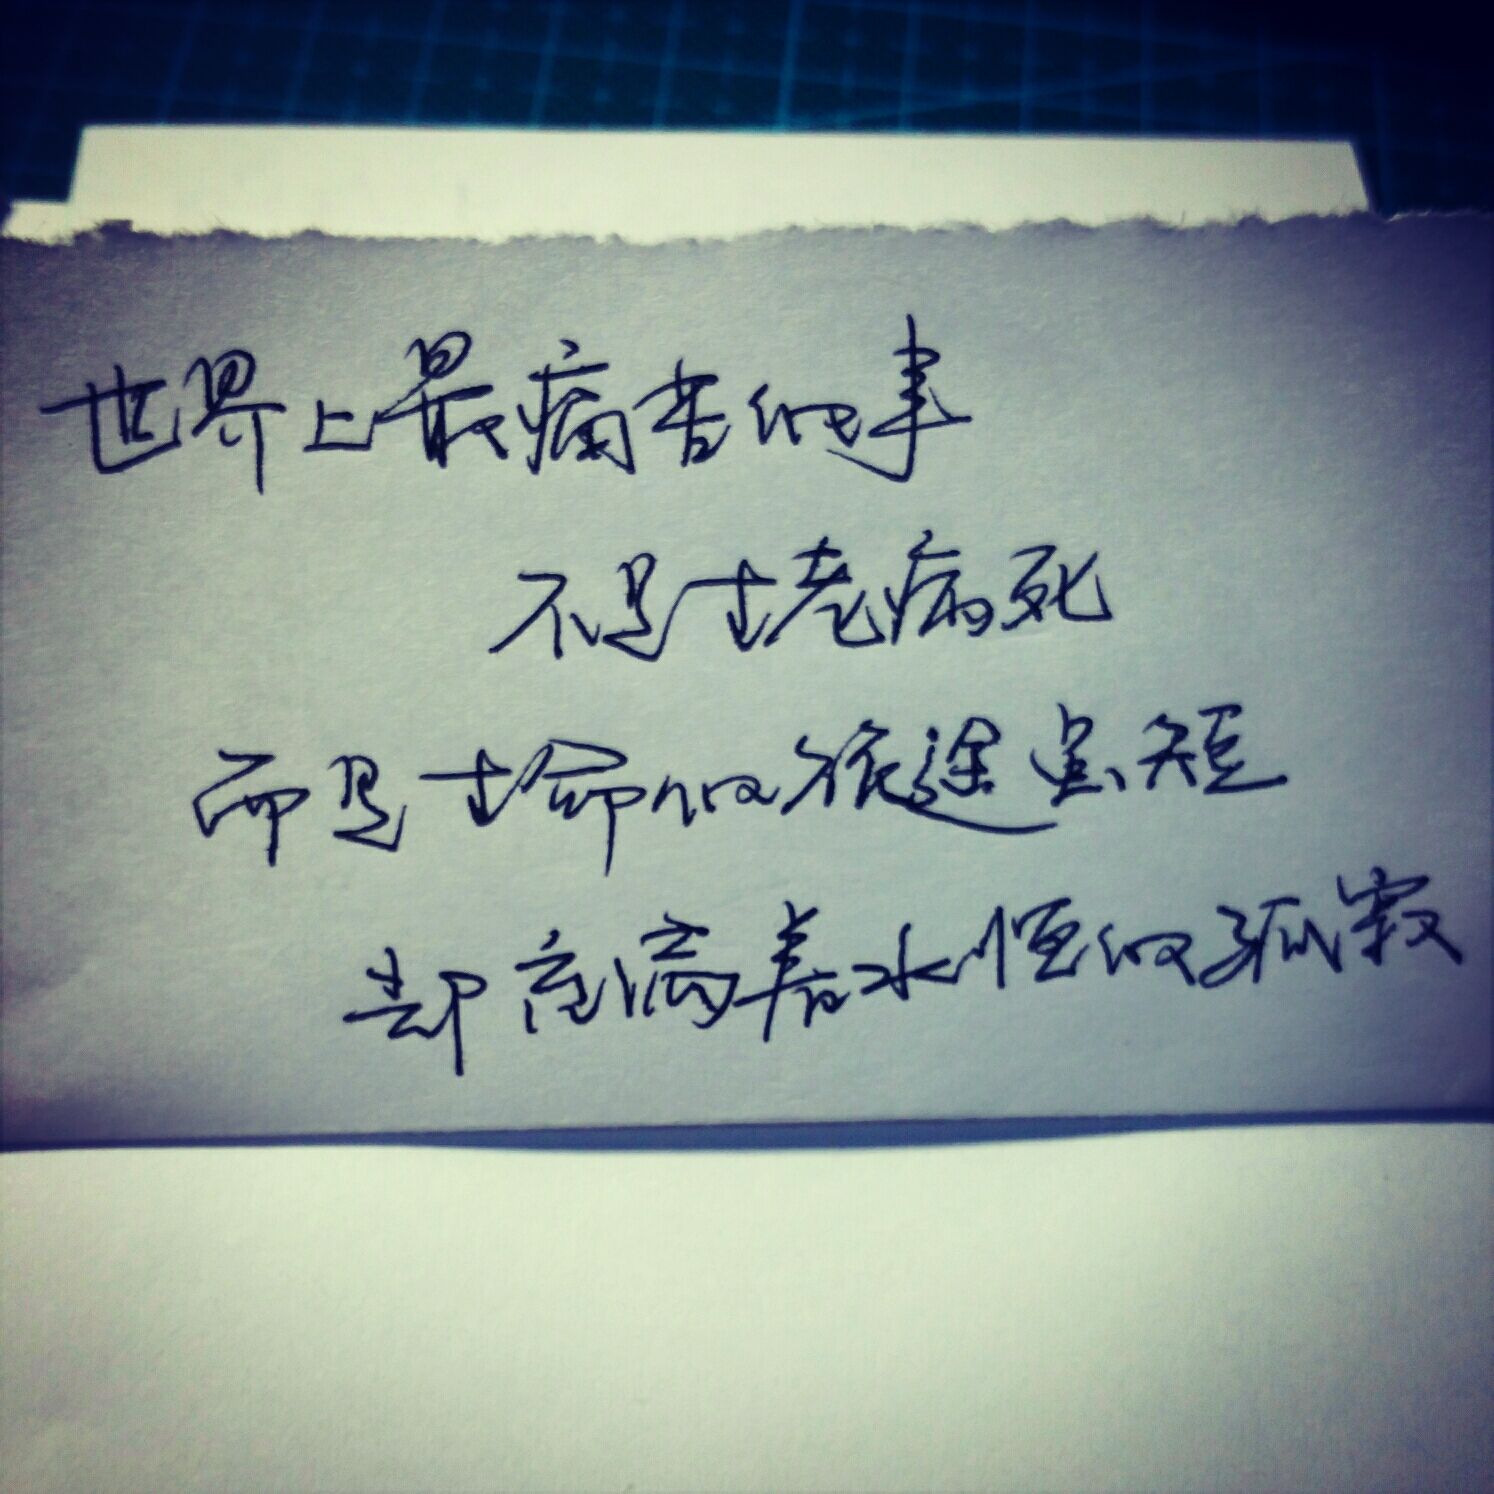 世界上最痛苦的事
不是生老病死
而是生命的旅途虽短
却充满着永恒的孤寂